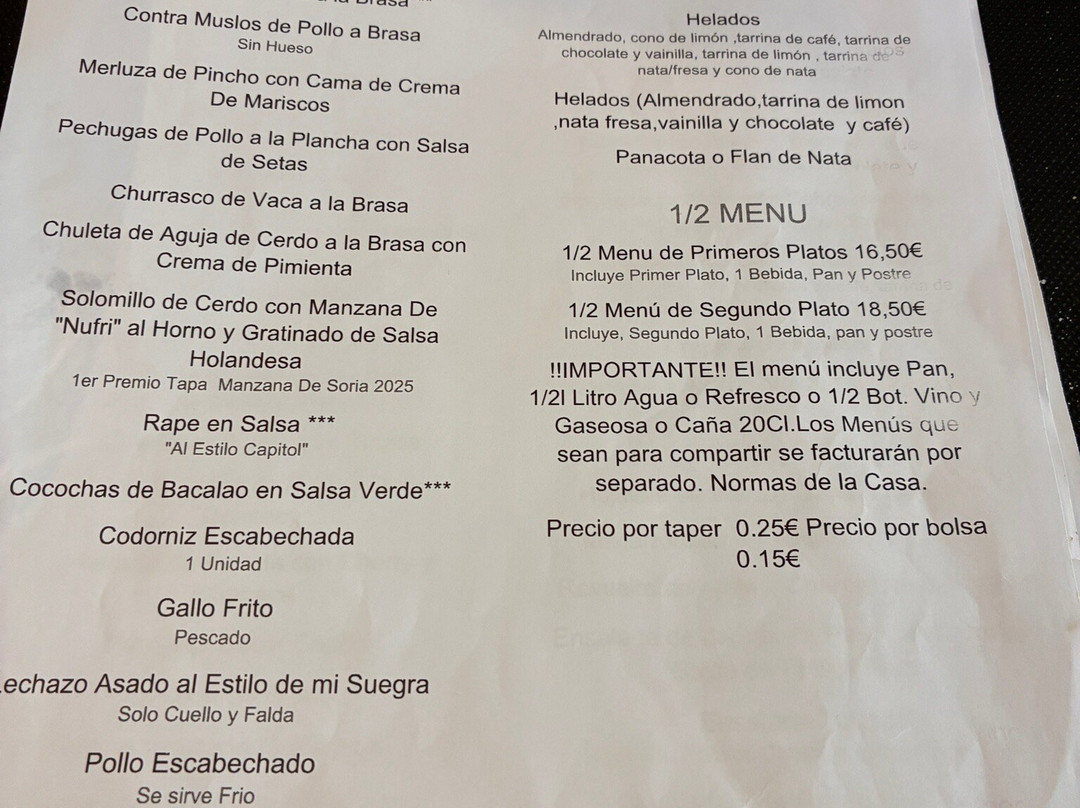 Brasa
Contra Muslos de Pollo a Brasa
Sin Hueso
Merluza de Pincho con Cama de Crema
De Mariscos
Pechugas de Pollo a la Plancha con Salsa
de Setas
Churrasco de Vaca a la Brasa
Chuleta de Aguja de Cerdo a la Brasa con
Crema de Pimienta
Solomillo de Cerdo con Manzana De
"Nufri" al Horno y Gratinado de Salsa
Holandesa
1er Premio Tapa Manzana De Soria 2025
Rape en Salsa ***
"Al Estilo Capitol"
Cocochas de Bacalao en Salsa Verde***
Codorniz Escabechada
1 Unidad
Gallo Frito
Pescado
echazo Asado al Estilo de mi Suegra
Solo Cuello y Falda
Pollo Escabechado
Se sirve Frio
Helados
Almendrado, cono de limón ,tarrina de café, tarrina de
chocolate y vainilla, tarrina de limón , tarrina de
nata/fresa y cono de nata
Helados (Almendrado,tarrina de limon
,nata fresa,vainilla y chocolate y café)
Panacota o Flan de Nata
1/2 MENU
1/2 Menu de Primeros Platos 16,50€
Incluye Primer Plato, 1 Bebida, Pan y Postre
1/2 Menú de Segundo Plato 18,50€
Incluye, Segundo Plato, 1 Bebida, pan y postre
!!IMPORTANTE!! El menú incluye Pan,
1/2l Litro Agua o Refresco o 1/2 Bot. Vino y
Gaseosa o Caña 20Cl.Los Menús que
sean para compartir se facturarán por
separado. Normas de la Casa.
Precio por taper 0.25€ Precio por bolsa
0.15€